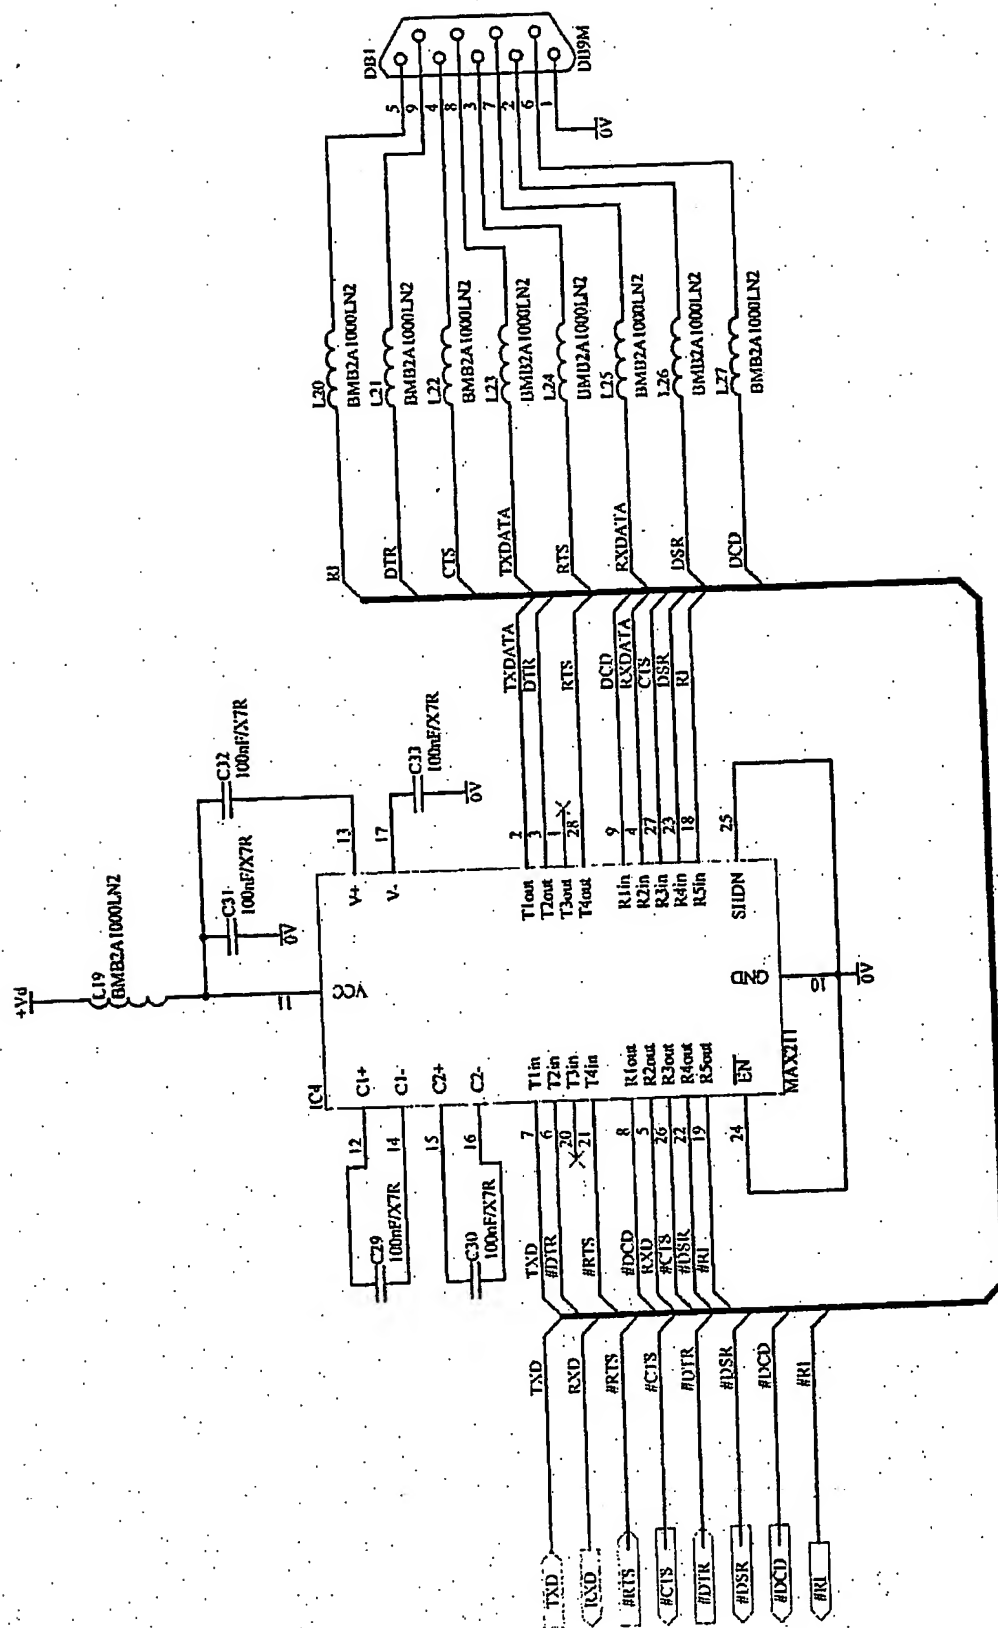 +Vd
L19
BMB2A1000LN2
C31
100nF/X7R
0V
C32
100nF/X7R
C33
100nF/X7R
0V
13
17
11
IC4
VCC
V+
V-
C1+
C1-
C2+
C2-
12
14
15
16
C29
100nF/X7R
C30
100nF/X7R
T1in
T2in
T3in
T4in
R1out
R2out
R3out
R4out
R5out
EN
7
6
20
21
8
5
26
22
19
24
T1out
T2out
T3out
T4out
R1in
R2in
R3in
R4in
R5in
SHDN
2
3
1
28
9
4
27
23
18
25
GND
10
0V
MAX211
TXD
#DTR
#RTS
#DCD
RXD
#CTS
#DSR
#RI
TXDATA
DTR
RTS
DCD
RXDATA
CTS
DSR
RI
TXD
RXD
#RTS
#CTS
#DTR
#DSR
#DCD
#RI
TXD
RXD
#RTS
#CTS
#DTR
#DSR
#DCD
#RI
RI
DTR
CTS
TXDATA
RTS
RXDATA
DSR
DCD
L20
BMB2A1000LN2
L21
BMB2A1000LN2
L22
BMB2A1000LN2
L23
BMB2A1000LN2
L24
BMB2A1000LN2
L25
BMB2A1000LN2
L26
BMB2A1000LN2
L27
BMB2A1000LN2
5
9
4
8
3
7
2
6
1
0V
DB1
DB9M